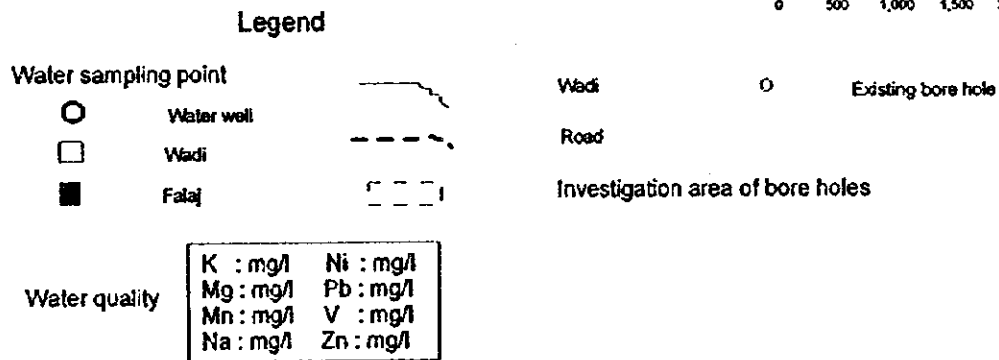 0 500 1,000 1,500
Legend
Water sampling point
Water well
Wadi
Falaj
Wadi
Road
Investigation area of bore holes
Existing bore hole
Water quality
K : mg/l Ni : mg/l
Mg : mg/l Pb : mg/l
Mn : mg/l V : mg/l
Na : mg/l Zn : mg/l